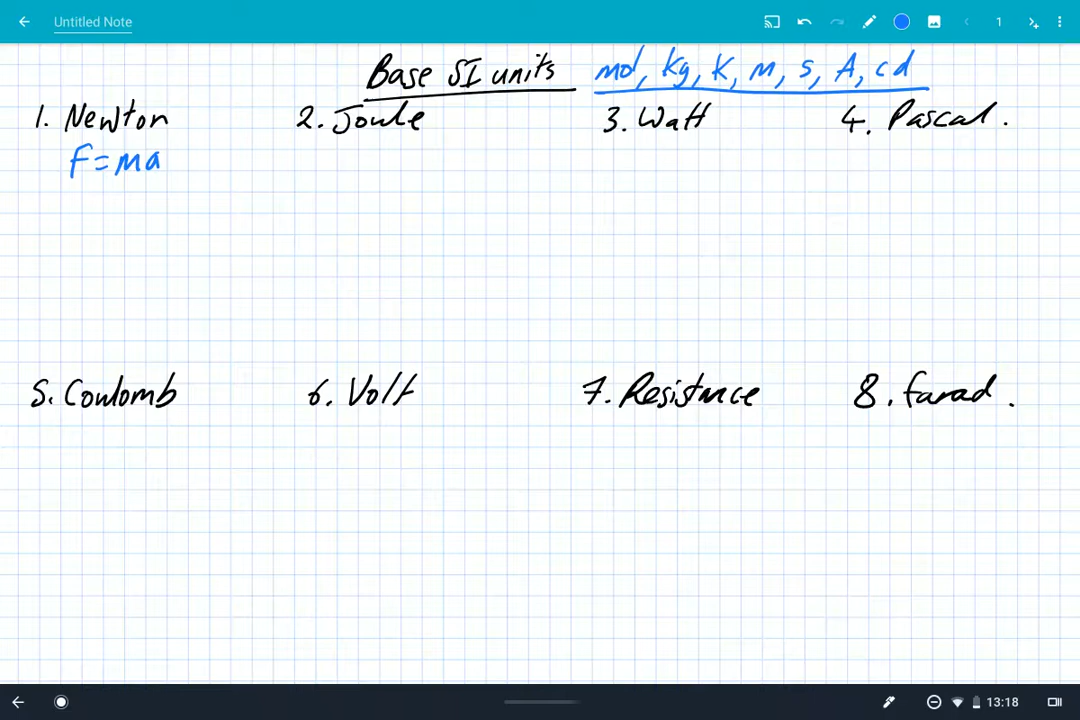 Untitled Note
1
Base SI units mol, kg, K, m, s, A, cd
1. Newton 2. Joule 3. Watt 4. Pascal.
F=ma
5. Coulomb 6. Volt 7. Resistance 8. farad.
13:18